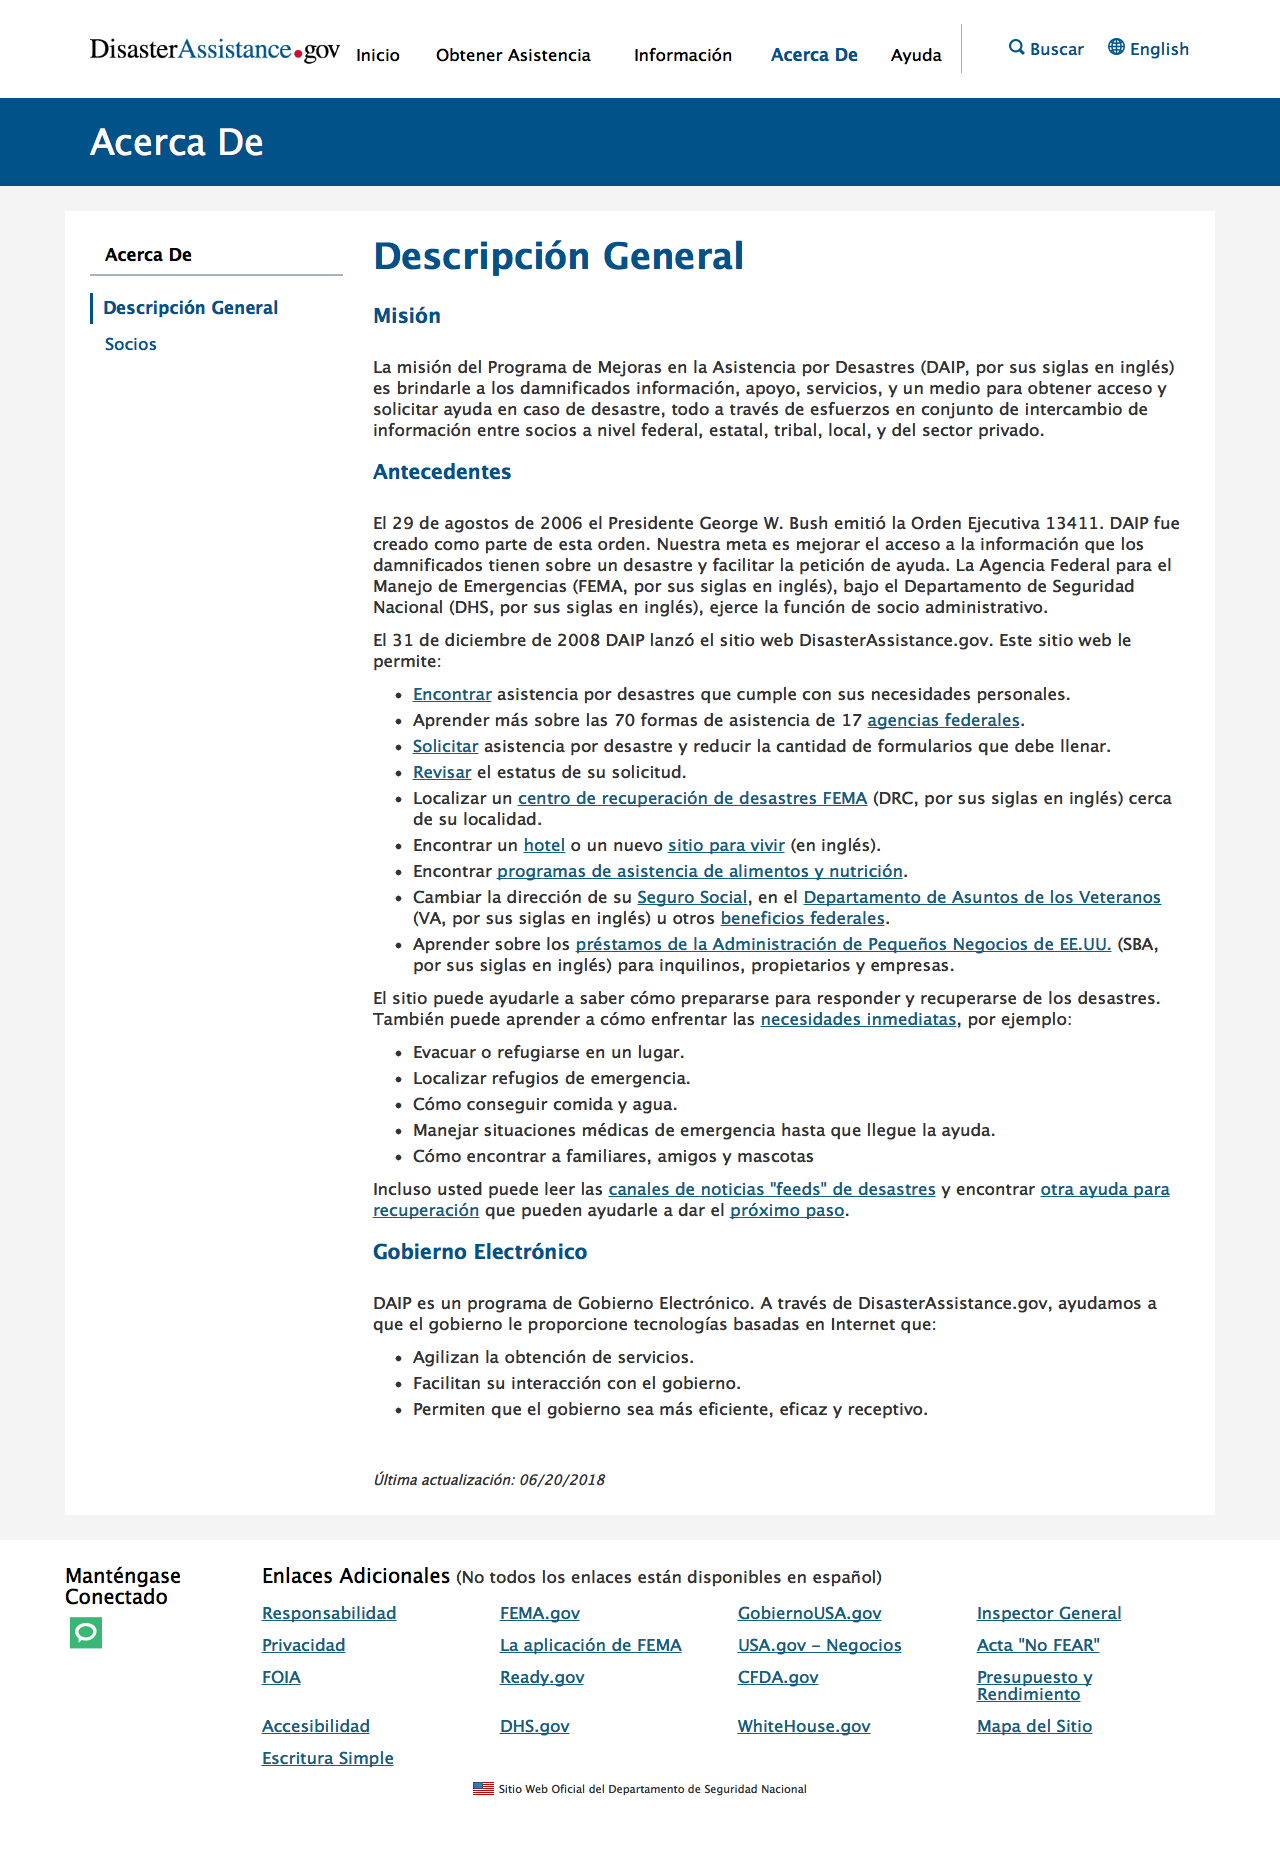 DisasterAssistance.gov
Inicio
Obtener Asistencia
Información
Acerca De
Ayuda
Buscar
English
Acerca De
Acerca De
Descripción General
Socios
Descripción General
Misión
La misión del Programa de Mejoras en la Asistencia por Desastres (DAIP, por sus siglas en inglés)
es brindarle a los damnificados información, apoyo, servicios, y un medio para obtener acceso y
solicitar ayuda en caso de desastre, todo a través de esfuerzos en conjunto de intercambio de
información entre socios a nivel federal, estatal, tribal, local, y del sector privado.
Antecedentes
El 29 de agostos de 2006 el Presidente George W. Bush emitió la Orden Ejecutiva 13411. DAIP fue
creado como parte de esta orden. Nuestra meta es mejorar el acceso a la información que los
damnificados tienen sobre un desastre y facilitar la petición de ayuda. La Agencia Federal para el
Manejo de Emergencias (FEMA, por sus siglas en inglés), bajo el Departamento de Seguridad
Nacional (DHS, por sus siglas en inglés), ejerce la función de socio administrativo.
El 31 de diciembre de 2008 DAIP lanzó el sitio web DisasterAssistance.gov. Este sitio web le
permite:
• Encontrar asistencia por desastres que cumple con sus necesidades personales.
• Aprender más sobre las 70 formas de asistencia de 17 agencias federales.
• Solicitar asistencia por desastre y reducir la cantidad de formularios que debe llenar.
• Revisar el estatus de su solicitud.
• Localizar un centro de recuperación de desastres FEMA (DRC, por sus siglas en inglés) cerca
de su localidad.
• Encontrar un hotel o un nuevo sitio para vivir (en inglés).
• Encontrar programas de asistencia de alimentos y nutrición.
• Cambiar la dirección de su Seguro Social, en el Departamento de Asuntos de los Veteranos
(VA, por sus siglas en inglés) u otros beneficios federales.
• Aprender sobre los préstamos de la Administración de Pequeños Negocios de EE.UU. (SBA,
por sus siglas en inglés) para inquilinos, propietarios y empresas.
El sitio puede ayudarle a saber cómo prepararse para responder y recuperarse de los desastres.
También puede aprender a cómo enfrentar las necesidades inmediatas, por ejemplo:
• Evacuar o refugiarse en un lugar.
• Localizar refugios de emergencia.
• Cómo conseguir comida y agua.
• Manejar situaciones médicas de emergencia hasta que llegue la ayuda.
• Cómo encontrar a familiares, amigos y mascotas
Incluso usted puede leer las canales de noticias "feeds" de desastres y encontrar otra ayuda para
recuperación que pueden ayudarle a dar el próximo paso.
Gobierno Electrónico
DAIP es un programa de Gobierno Electrónico. A través de DisasterAssistance.gov, ayudamos a
que el gobierno le proporcione tecnologías basadas en Internet que:
• Agilizan la obtención de servicios.
• Facilitan su interacción con el gobierno.
• Permiten que el gobierno sea más eficiente, eficaz y receptivo.
Última actualización: 06/20/2018
Manténgase
Conectado
Enlaces Adicionales (No todos los enlaces están disponibles en español)
Responsabilidad
FEMA.gov
GobiernoUSA.gov
Inspector General
Privacidad
La aplicación de FEMA
USA.gov – Negocios
Acta "No FEAR"
FOIA
Ready.gov
CFDA.gov
Presupuesto y
Rendimiento
Accesibilidad
DHS.gov
WhiteHouse.gov
Mapa del Sitio
Escritura Simple
Sitio Web Oficial del Departamento de Seguridad Nacional